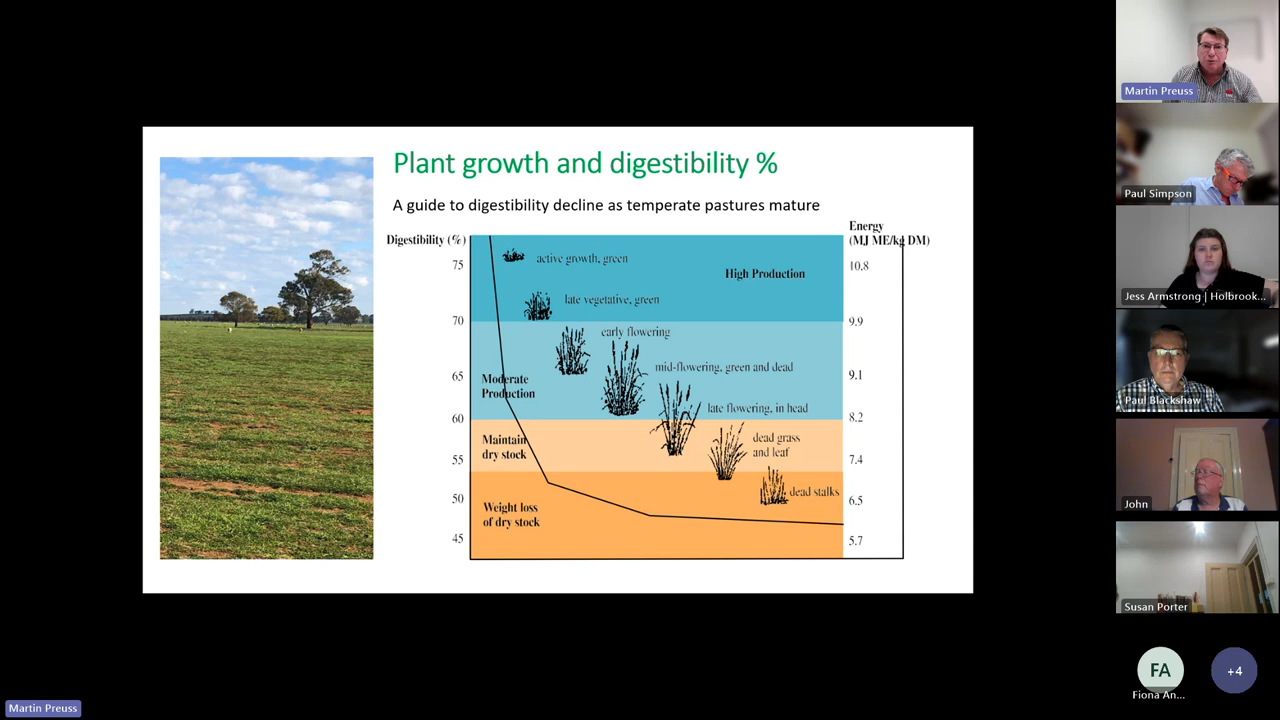 Plant growth and digestibility %
A guide to digestibility decline as temperate pastures mature
Digestibility (%)
Energy
(MJ ME/kg DM)
75
70
65
60
55
50
45
active growth, green
late vegetative, green
early flowering
mid-flowering, green and dead
late flowering, in head
dead grass
and leaf
dead stalks
High Production
Moderate
Production
Maintain
dry stock
Weight loss
of dry stock
10.8
9.9
9.1
8.2
7.4
6.5
5.7
Martin Preuss
Paul Simpson
Jess Armstrong | Holbrook...
Paul Blackshaw
John
Susan Porter
FA
Fiona An...
+4
Martin Preuss